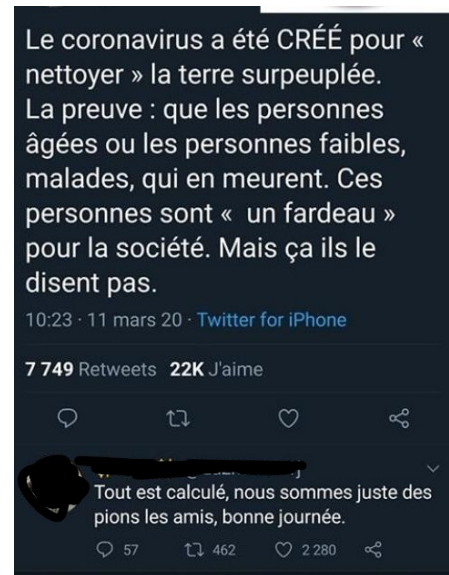 Le coronavirus a été CRÉÉ pour «
nettoyer » la terre surpeuplée.
La preuve : que les personnes
âgées ou les personnes faibles,
malades, qui en meurent. Ces
personnes sont «  un fardeau »
pour la société. Mais ça ils le
disent pas.
10:23 · 11 mars 20 · Twitter for iPhone
7 749 Retweets 22K J'aime
Tout est calculé, nous sommes juste des
pions les amis, bonne journée.
57 462 2 280